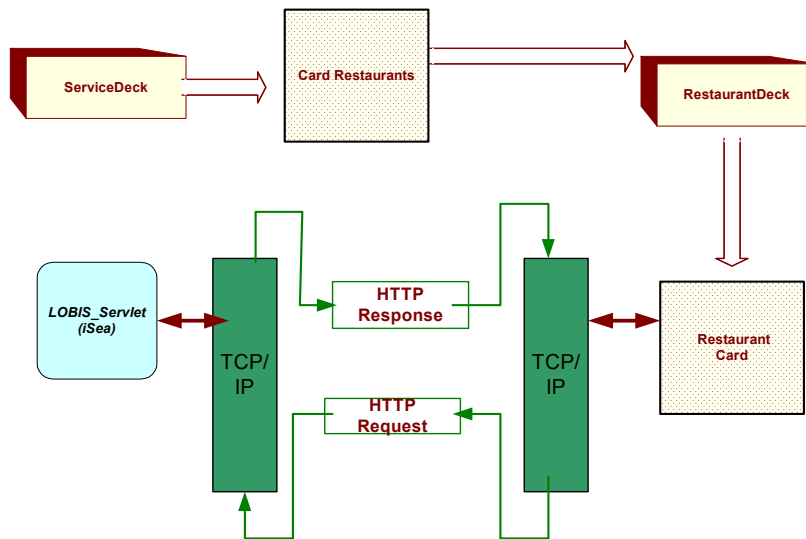 ServiceDeck
Card Restaurants
RestaurantDeck
LOBIS_Servlet
(iSea)
TCP/
IP
HTTP
Response
HTTP
Request
TCP/
IP
Restaurant
Card